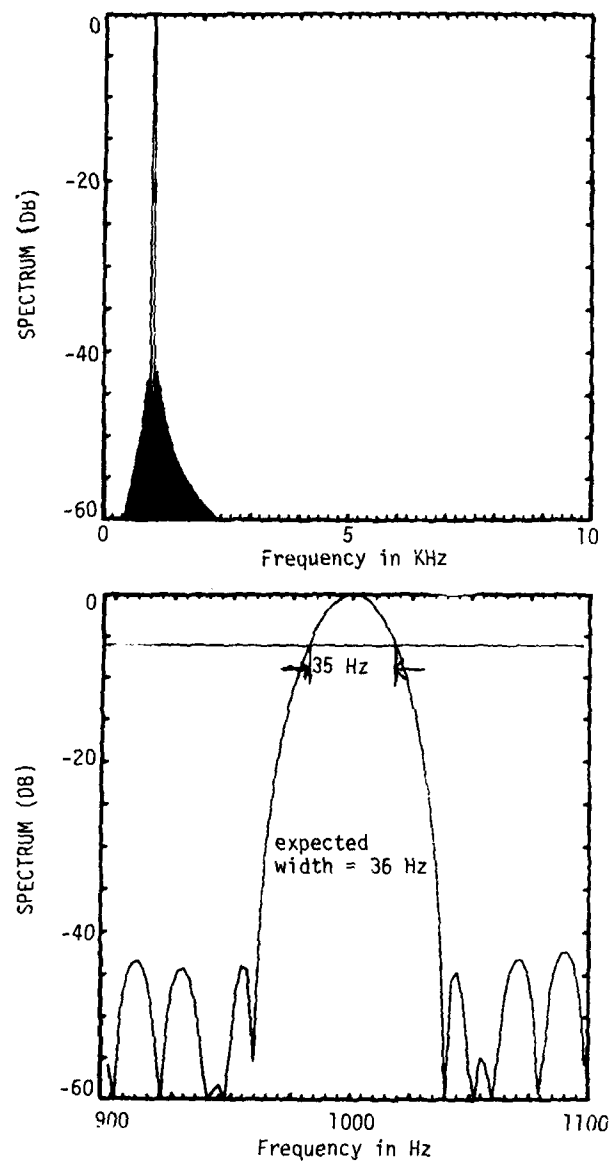 0
-20
-40
-60
SPECTRUM (DB)
0 5 10
Frequency in KHz
0
-20
-40
-60
SPECTRUM (DB)
35 Hz
expected
width = 36 Hz
900 1000 1100
Frequency in Hz